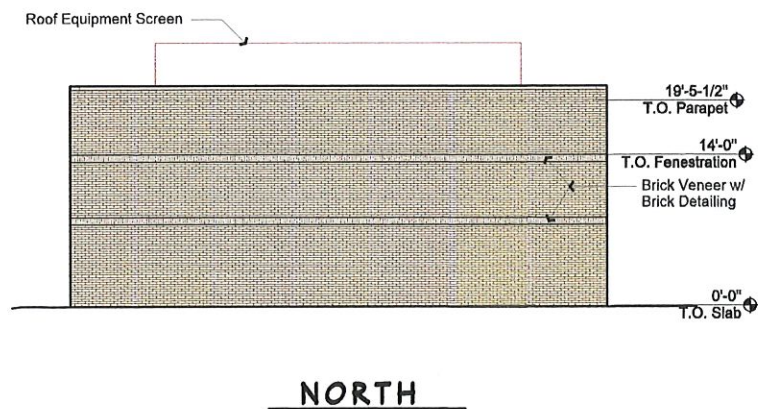 Roof Equipment Screen
19'-5-1/2"
T.O. Parapet
14'-0"
T.O. Fenestration
Brick Veneer w/
Brick Detailing
0'-0"
T.O. Slab
NORTH